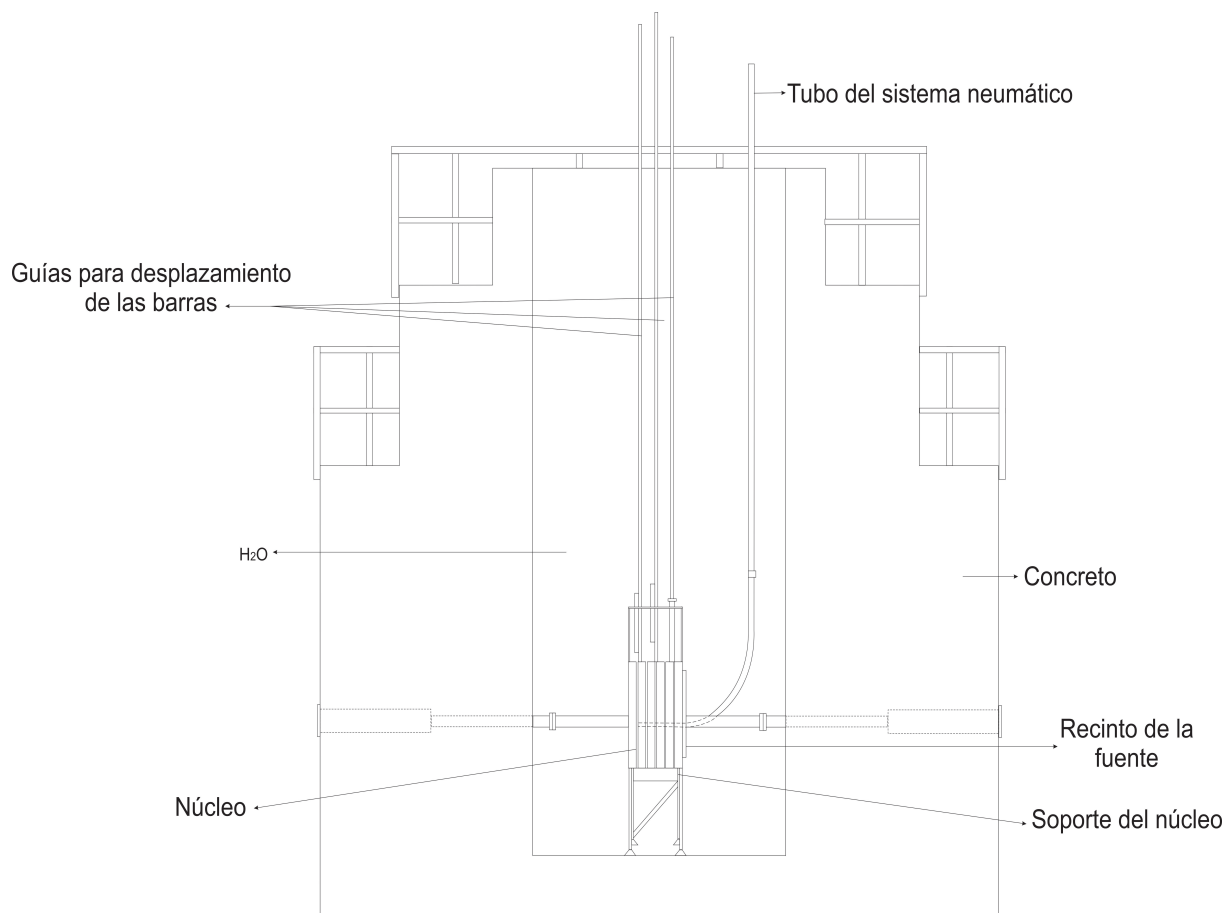 Tubo del sistema neumático
Guías para desplazamiento
de las barras
H2O
Concreto
Recinto de la
fuente
Núcleo
Soporte del núcleo